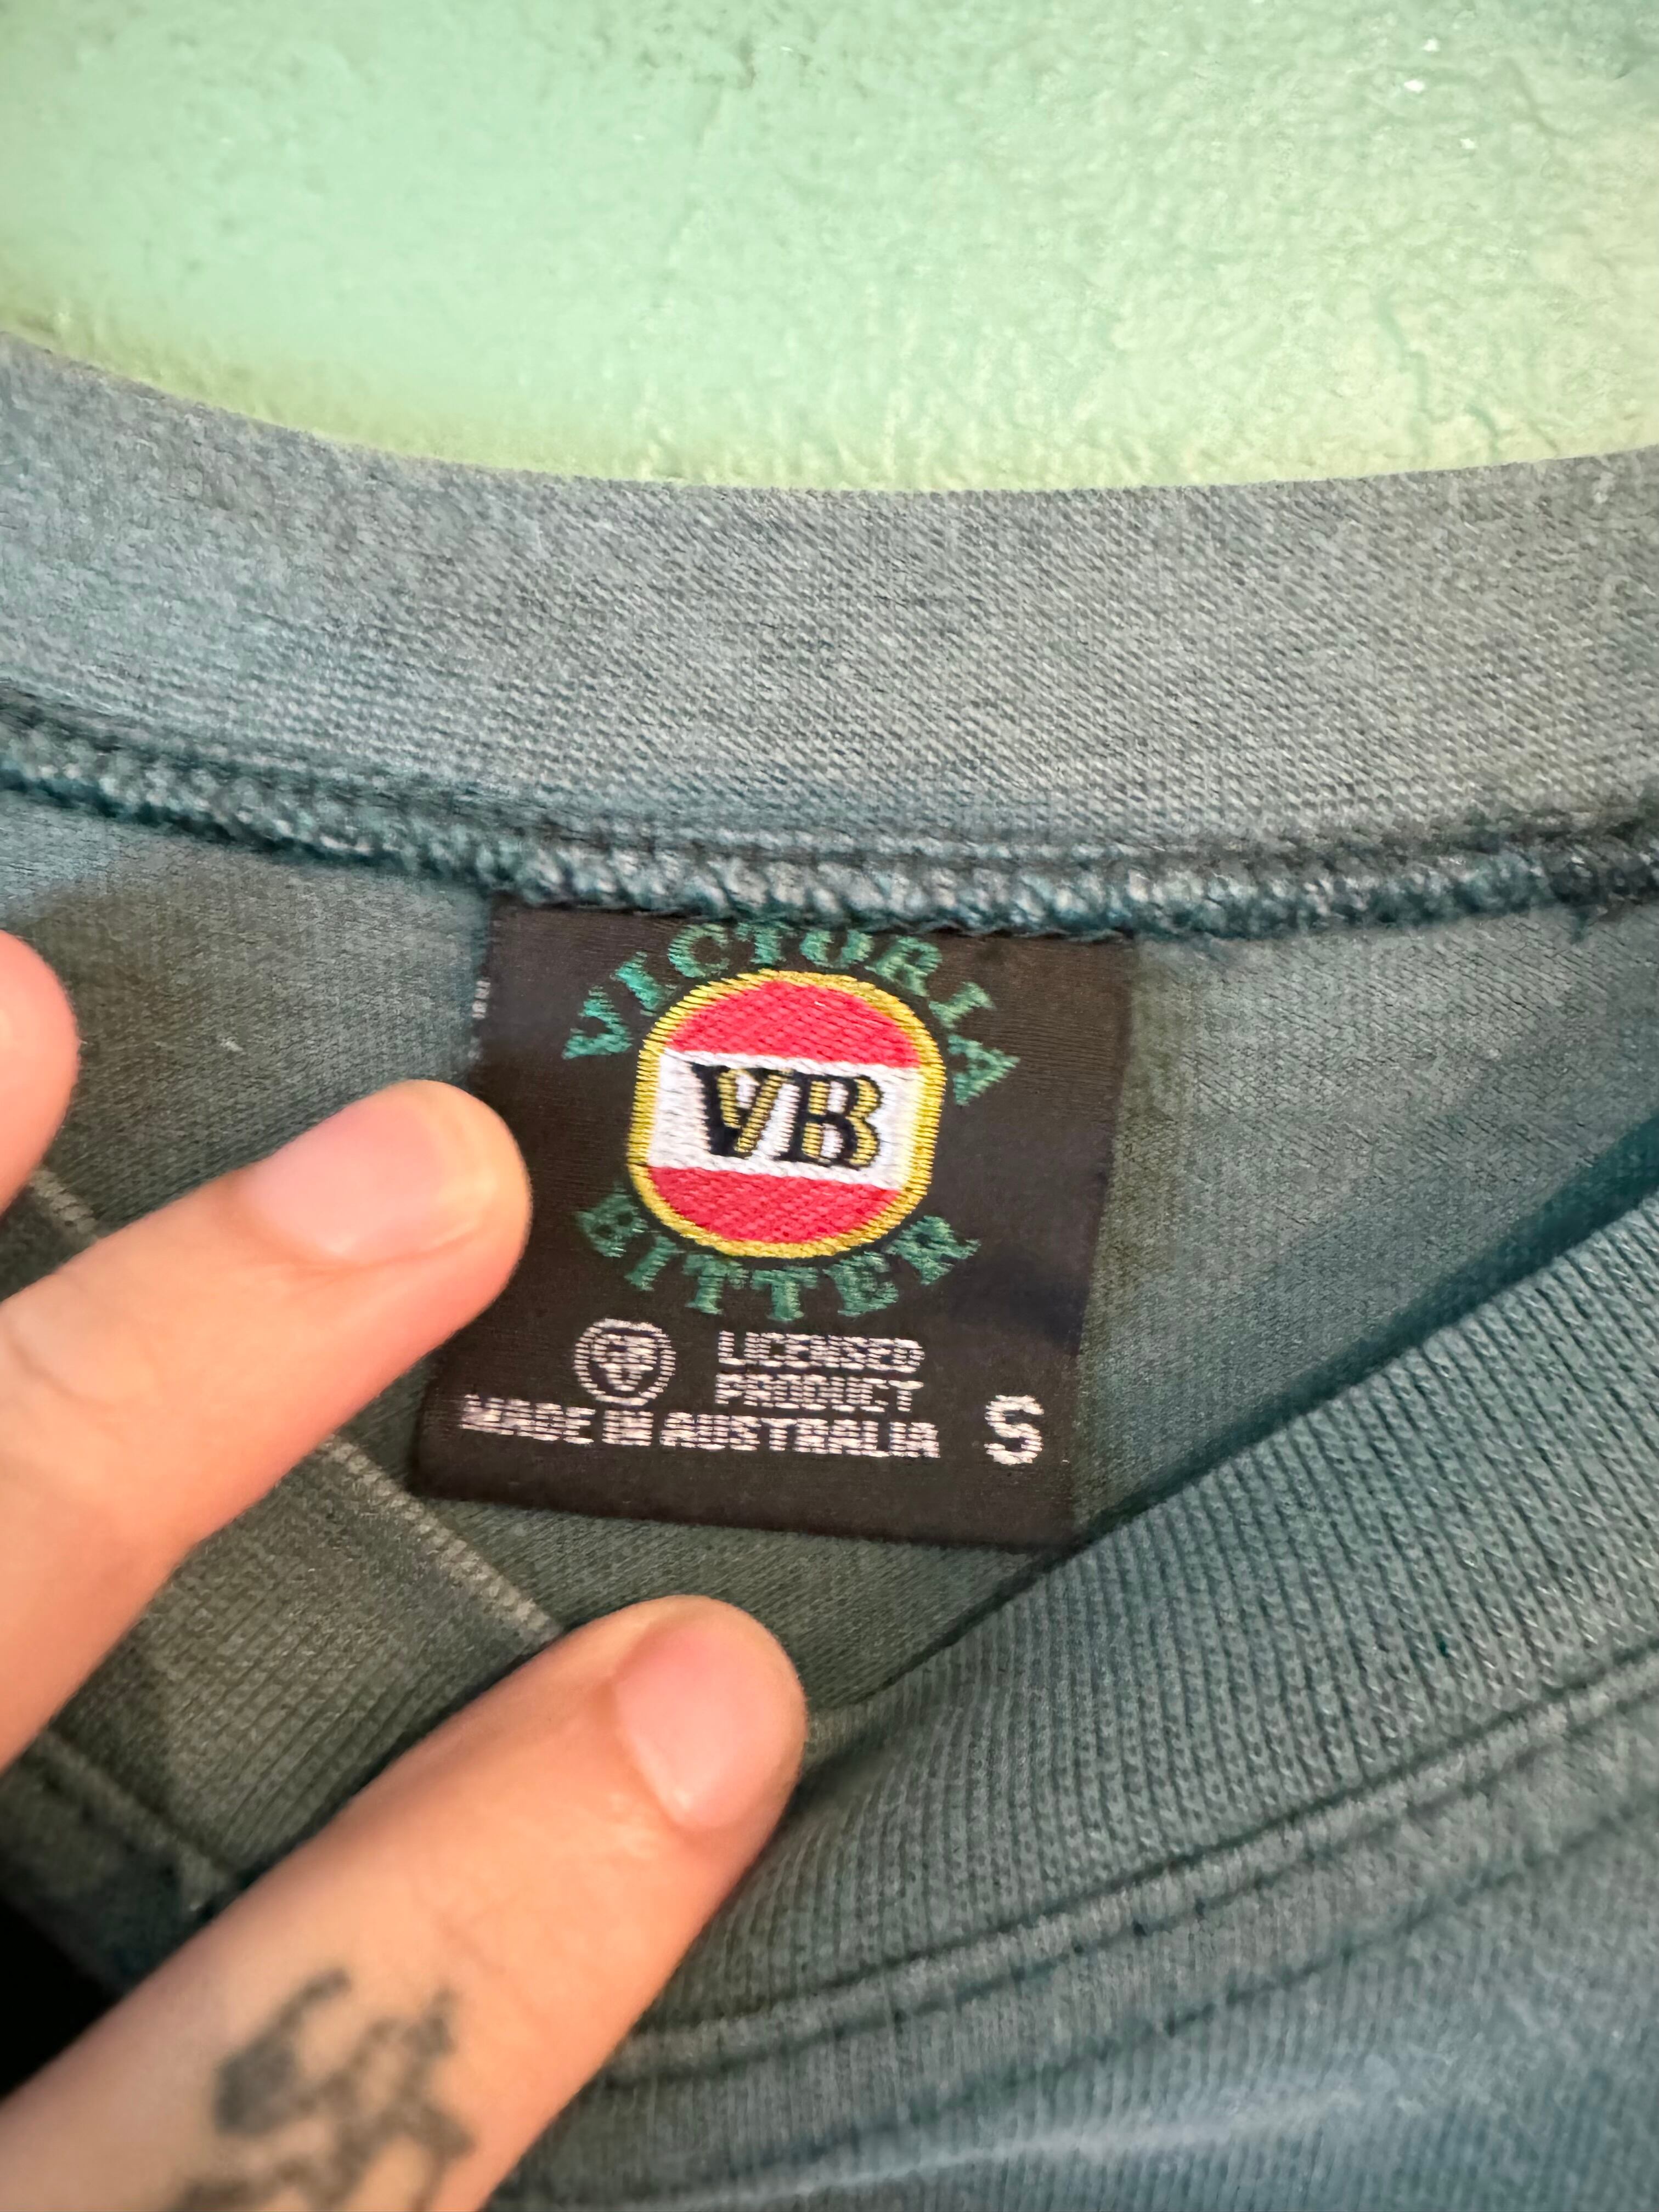 VICTORIA
VB
BITTER
LICENSED
PRODUCT
MADE IN AUSTRALIA S